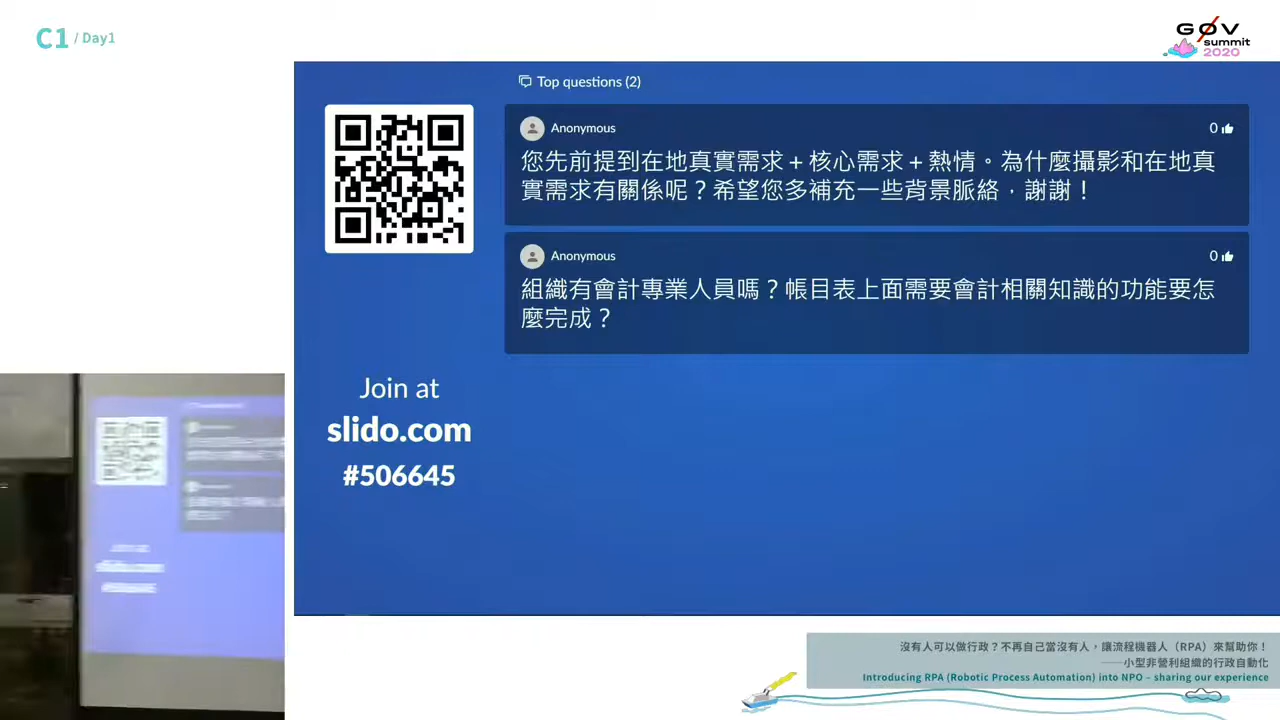 C1 / Day1
GØV
summit
2020
Top questions (2)
Anonymous
0
您先前提到在地真實需求+核心需求+熱情。為什麼攝影和在地真
實需求有關係呢？希望您多補充一些背景脈絡，謝謝！
Anonymous
0
組織有會計專業人員嗎？帳目表上面需要會計相關知識的功能要怎
麼完成？
Join at
slido.com
#506645
沒有人可以做行政？不再自己當沒有人，讓流程機器人（RPA）來幫助你！
——小型非營利組織的行政自動化
Introducing RPA (Robotic Process Automation) into NPO – sharing our experience